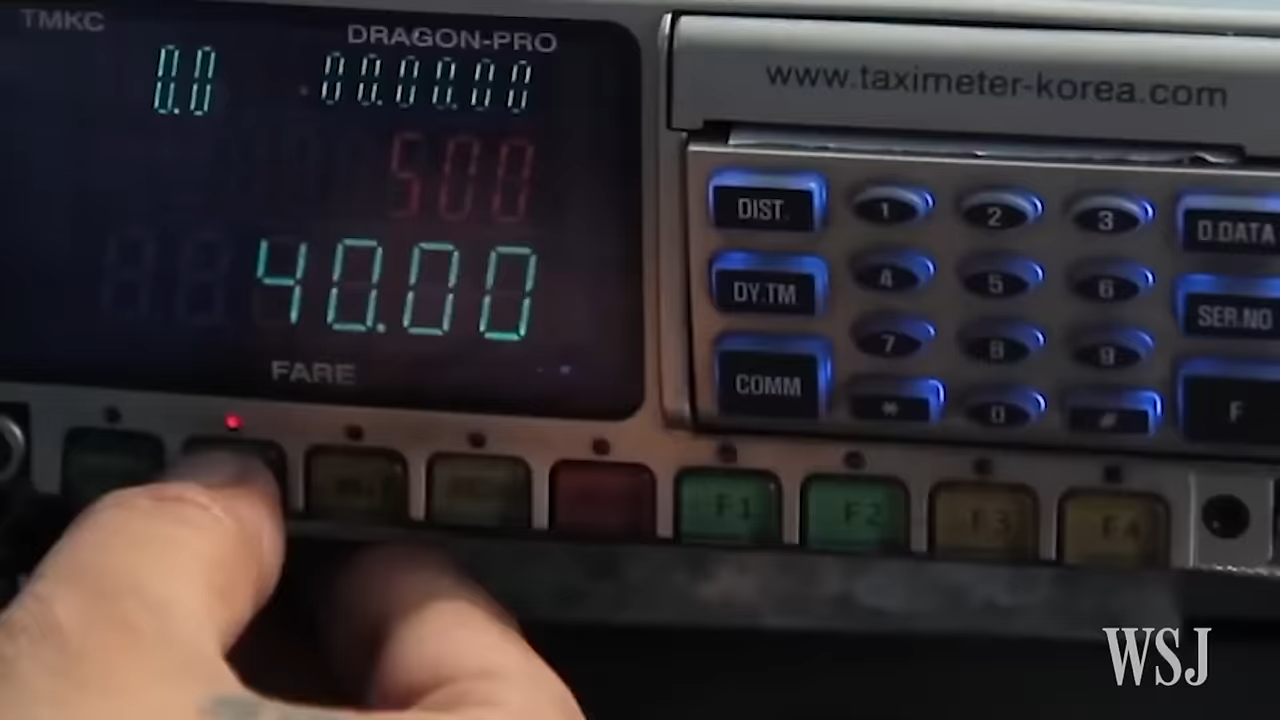 TMKC
DRAGON-PRO
0.0 00.00.00
500
40.00
FARE
www.taximeter-korea.com
DIST. 1 2 3 D.DATA
DY.TM 4 5 6 SER.NO
7 8 9
COMM * 0 # F
F1 F2 F3 F4
WSJ